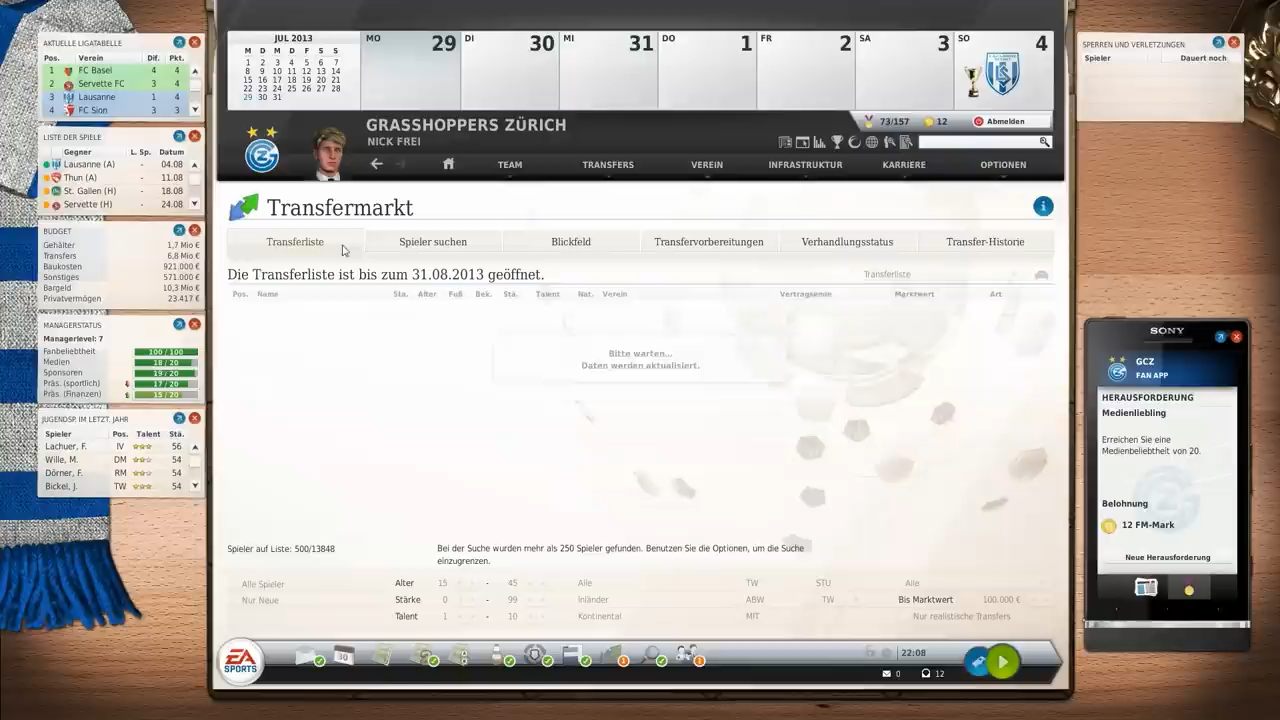 AKTUELLE LIGATABELLE
Pos. Verein Dif. Pkt.
1 FC Basel 4 4
2 Servette FC 3 4
3 Lausanne 1 4
4 FC Sion 3 3
LISTE DER SPIELE
Gegner L. Sp. Datum
Lausanne (A) - 04.08
Thun (A) - 11.08
St. Gallen (H) - 18.08
Servette (H) - 24.08
BUDGET
Gehälter 1,7 Mio €
Transfers 6,8 Mio €
Baukosten 921.000 €
Sonstiges 571.000 €
Bargeld 10,3 Mio €
Privatvermögen 23.417 €
MANAGERSTATUS
Managerlevel: 7
Fanbeliebtheit 100 / 100
Medien 18 / 20
Sponsoren 19 / 20
Präs. (sportlich) 17 / 20
Präs. (Finanzen) 15 / 20
JUGENDSP. IM LETZT. JAHR
Spieler Pos. Talent Stä.
Lachuer, F. IV 56
Wille, M. DM 54
Dörner, F. RM 54
Bickel, J. TW 54
JUL 2013
M D M D F S S
1 2 3 4 5 6 7
8 9 10 11 12 13 14
15 16 17 18 19 20 21
22 23 24 25 26 27 28
29 30 31
MO 29 DI 30 MI 31 DO 1 FR 2 SA 3 SO 4
GRASSHOPPERS ZÜRICH
NICK FREI
73/157 12 Abmelden
TEAM TRANSFERS VEREIN INFRASTRUKTUR KARRIERE OPTIONEN
Transfermarkt
Transferliste Spieler suchen Blickfeld Transfervorbereitungen Verhandlungsstatus Transfer-Historie
Die Transferliste ist bis zum 31.08.2013 geöffnet.
Transferliste
Pos. Name Sta. Alter Fuß Bek. Stä. Talent Nat. Verein Vertragsende Marktwert Art
Bitte warten...
Daten werden aktualisiert.
Spieler auf Liste: 500/13848
Bei der Suche wurden mehr als 250 Spieler gefunden. Benutzen Sie die Optionen, um die Suche
einzugrenzen.
Alle Spieler Alter 15 - 45 Alle TW STU Alle
Nur Neue Stärke 0 - 99 Inländer ABW TW Bis Marktwert 100.000 €
Talent 1 - 10 Kontinental MIT Nur realistische Transfers
EA
SPORTS
30
1
1
22:08
0 12
SPERREN UND VERLETZUNGEN
Spieler Dauert noch
SONY
GCZ
FAN APP
HERAUSFORDERUNG
Medienliebling
Erreichen Sie eine
Medienbeliebtheit von 20.
Belohnung
12 FM-Mark
Neue Herausforderung